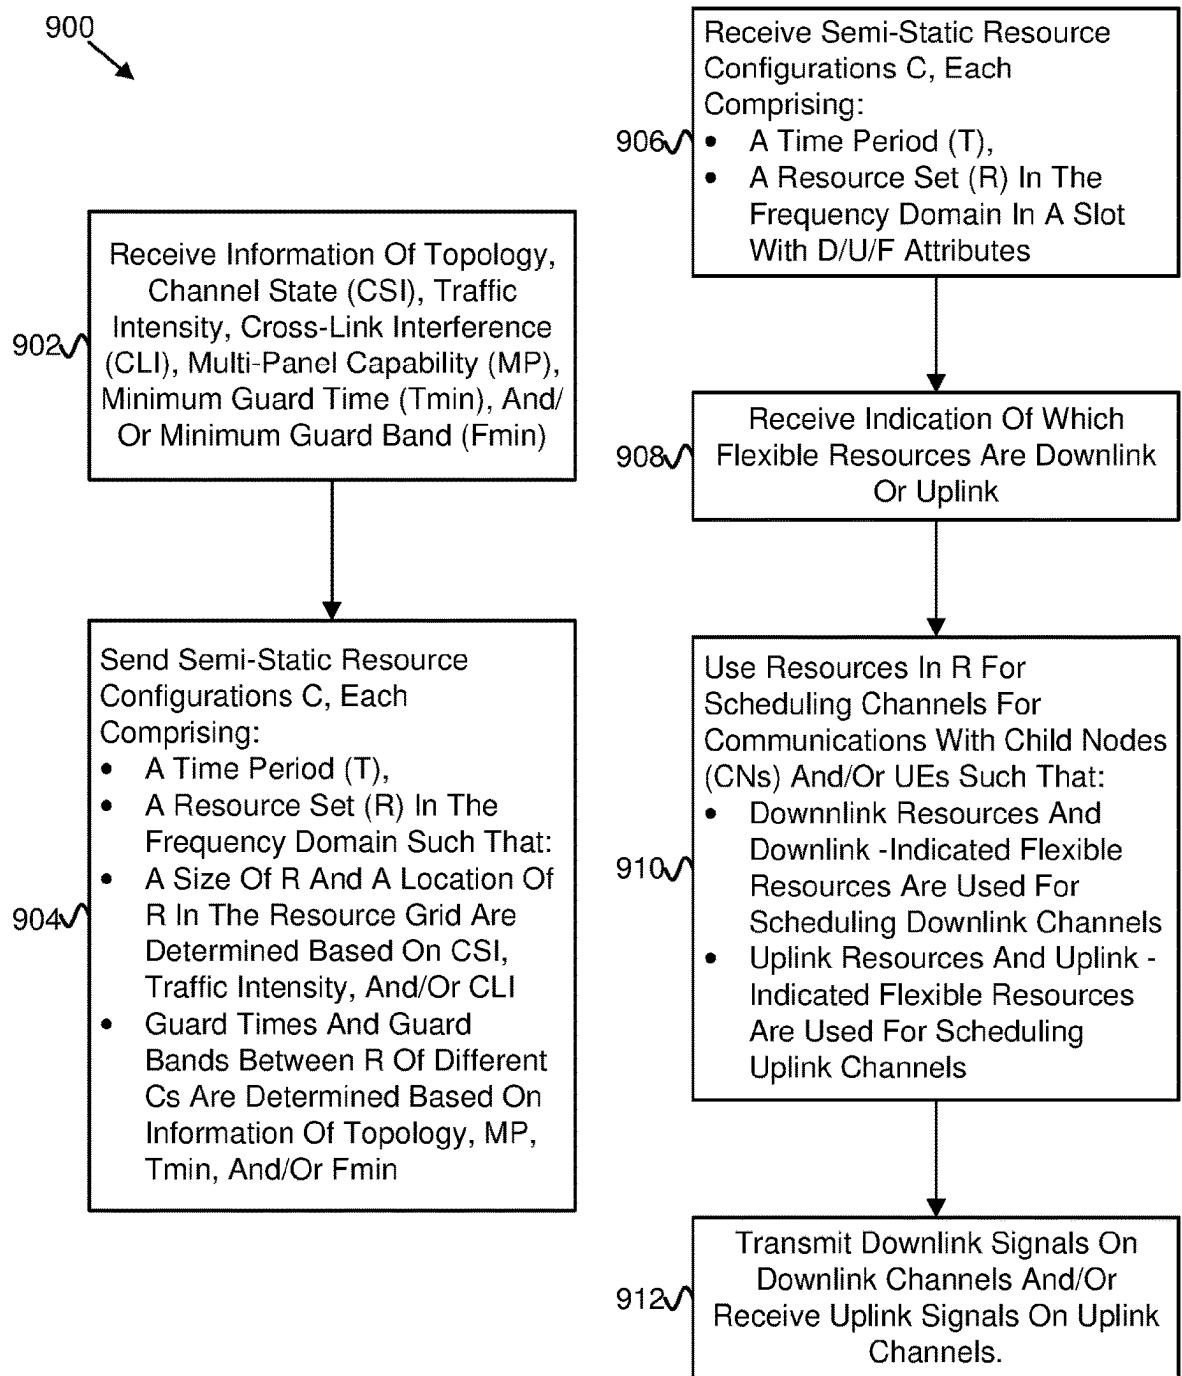 900
902
Receive Information Of Topology,
Channel State (CSI), Traffic
Intensity, Cross-Link Interference
(CLI), Multi-Panel Capability (MP),
Minimum Guard Time (Tmin), And/
Or Minimum Guard Band (Fmin)
904
Send Semi-Static Resource
Configurations C, Each
Comprising:
• A Time Period (T),
• A Resource Set (R) In The
Frequency Domain Such That:
• A Size Of R And A Location Of
R In The Resource Grid Are
Determined Based On CSI,
Traffic Intensity, And/Or CLI
• Guard Times And Guard
Bands Between R Of Different
Cs Are Determined Based On
Information Of Topology, MP,
Tmin, And/Or Fmin
906
Receive Semi-Static Resource
Configurations C, Each
Comprising:
• A Time Period (T),
• A Resource Set (R) In The
Frequency Domain In A Slot
With D/U/F Attributes
908
Receive Indication Of Which
Flexible Resources Are Downlink
Or Uplink
910
Use Resources In R For
Scheduling Channels For
Communications With Child Nodes
(CNs) And/Or UEs Such That:
• Downnlink Resources And
Downlink -Indicated Flexible
Resources Are Used For
Scheduling Downlink Channels
• Uplink Resources And Uplink -
Indicated Flexible Resources
Are Used For Scheduling
Uplink Channels
912
Transmit Downlink Signals On
Downlink Channels And/Or
Receive Uplink Signals On Uplink
Channels.